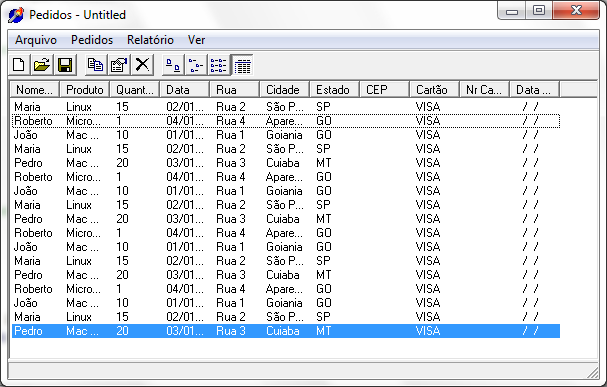 Pedidos - Untitled
Arquivo Pedidos Relatório Ver
Nome... Produto Quant... Data Rua Cidade Estado CEP Cartão Nr Ca... Data ...
Maria Linux 15 02/01... Rua 2 São P... SP VISA / /
Roberto Micro... 1 04/01... Rua 4 Apare... GO VISA / /
João Mac ... 10 01/01... Rua 1 Goiania GO VISA / /
Maria Linux 15 02/01... Rua 2 São P... SP VISA / /
Pedro Mac ... 20 03/01... Rua 3 Cuiaba MT VISA / /
Roberto Micro... 1 04/01... Rua 4 Apare... GO VISA / /
João Mac ... 10 01/01... Rua 1 Goiania GO VISA / /
Maria Linux 15 02/01... Rua 2 São P... SP VISA / /
Pedro Mac ... 20 03/01... Rua 3 Cuiaba MT VISA / /
Roberto Micro... 1 04/01... Rua 4 Apare... GO VISA / /
João Mac ... 10 01/01... Rua 1 Goiania GO VISA / /
Maria Linux 15 02/01... Rua 2 São P... SP VISA / /
Pedro Mac ... 20 03/01... Rua 3 Cuiaba MT VISA / /
Roberto Micro... 1 04/01... Rua 4 Apare... GO VISA / /
João Mac ... 10 01/01... Rua 1 Goiania GO VISA / /
Maria Linux 15 02/01... Rua 2 São P... SP VISA / /
Pedro Mac ... 20 03/01... Rua 3 Cuiaba MT VISA / /